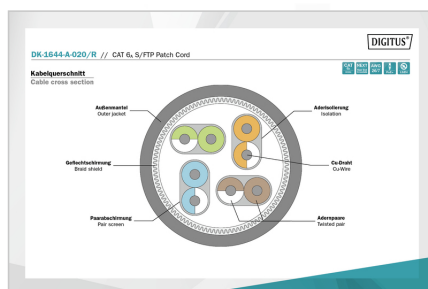 DIGITUS®
DK-1644-A-020/R // CAT 6A S/FTP Patch Cord
Kabelquerschnitt
Cable cross section
Außenmantel
Outer jacket
Aderisolierung
Isolation
Geflechtschirmung
Braid shield
Cu-Draht
Cu-Wire
Paarabschirmung
Pair screen
Adernpaare
Twisted pair